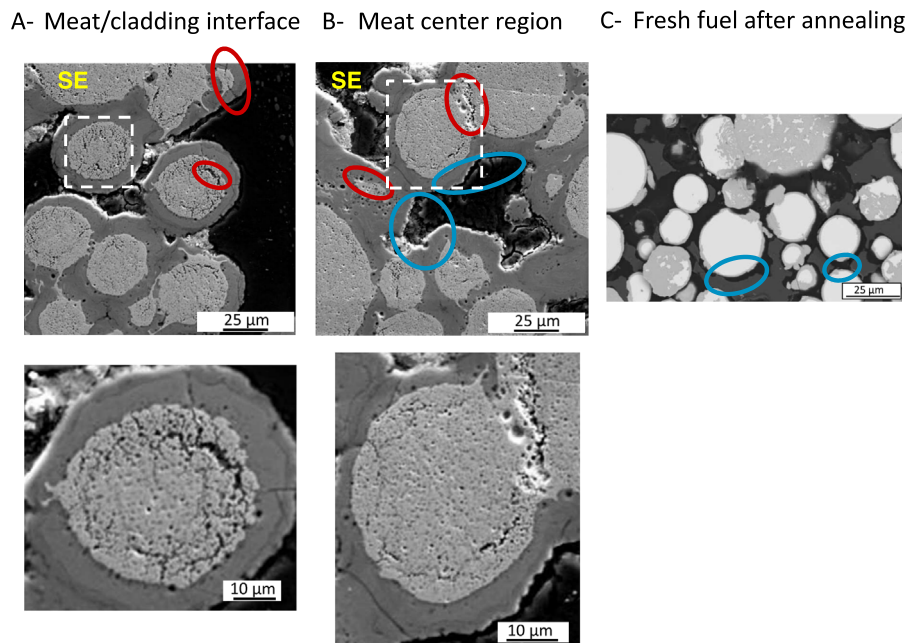 A- Meat/cladding interface
B- Meat center region
C- Fresh fuel after annealing
SE
SE
25 µm
25 µm
25 µm
10 µm
10 µm